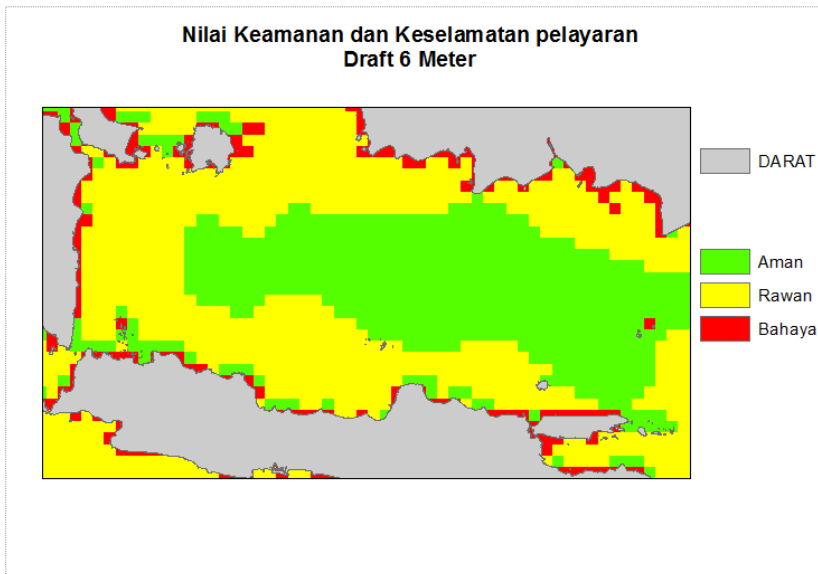 Nilai Keamanan dan Keselamatan pelayaran
Draft 6 Meter
DARAT
Aman
Rawan
Bahaya